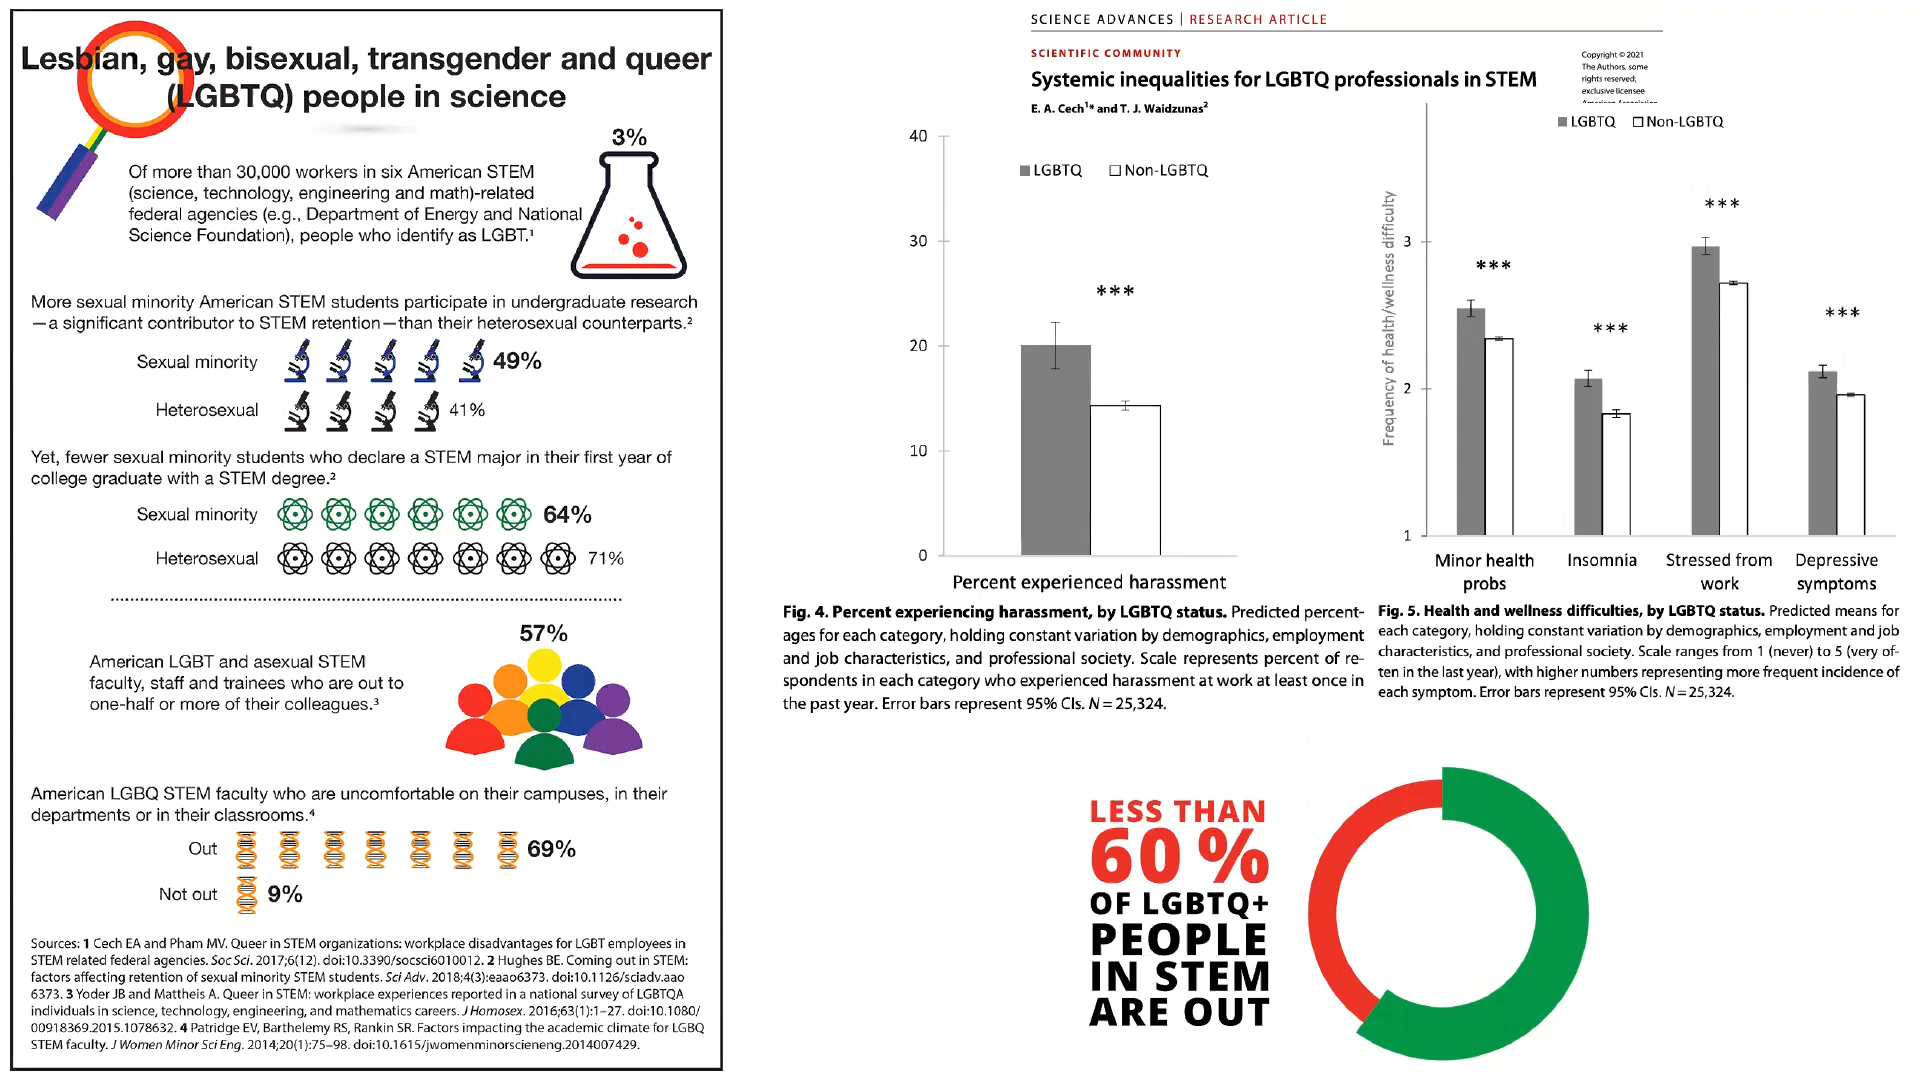 Lesbian, gay, bisexual, transgender and queer
(LGBTQ) people in science
3%
Of more than 30,000 workers in six American STEM
(science, technology, engineering and math)-related
federal agencies (e.g., Department of Energy and National
Science Foundation), people who identify as LGBT.¹
More sexual minority American STEM students participate in undergraduate research
—a significant contributor to STEM retention—than their heterosexual counterparts.²
Sexual minority 49%
Heterosexual 41%
Yet, fewer sexual minority students who declare a STEM major in their first year of
college graduate with a STEM degree.²
Sexual minority 64%
Heterosexual 71%
57%
American LGBT and asexual STEM
faculty, staff and trainees who are out to
one-half or more of their colleagues.³
American LGBQ STEM faculty who are uncomfortable on their campuses, in their
departments or in their classrooms.⁴
Out 69%
Not out 9%
Sources: 1 Cech EA and Pham MV. Queer in STEM organizations: workplace disadvantages for LGBT employees in
STEM related federal agencies. Soc Sci. 2017;6(12). doi:10.3390/socsci6010012. 2 Hughes BE. Coming out in STEM:
factors affecting retention of sexual minority STEM students. Sci Adv. 2018;4(3):eaao6373. doi:10.1126/sciadv.aao
6373. 3 Yoder JB and Mattheis A. Queer in STEM: workplace experiences reported in a national survey of LGBTQA
individuals in science, technology, engineering, and mathematics careers. J Homosex. 2016;63(1):1–27. doi:10.1080/
00918369.2015.1078632. 4 Patridge EV, Barthelemy RS, Rankin SR. Factors impacting the academic climate for LGBQ
STEM faculty. J Women Minor Sci Eng. 2014;20(1):75–98. doi:10.1615/jwomenminorscieneng.2014007429.
SCIENCE ADVANCES | RESEARCH ARTICLE
SCIENTIFIC COMMUNITY
Systemic inequalities for LGBTQ professionals in STEM
E. A. Cech¹* and T. J. Waidzunas²
Copyright © 2021
The Authors, some
rights reserved;
exclusive licensee
American Association
40
30
20
10
0
LGBTQ Non-LGBTQ
***
Percent experienced harassment
Fig. 4. Percent experiencing harassment, by LGBTQ status. Predicted percent-
ages for each category, holding constant variation by demographics, employment
and job characteristics, and professional society. Scale represents percent of re-
spondents in each category who experienced harassment at work at least once in
the past year. Error bars represent 95% CIs. N = 25,324.
LGBTQ Non-LGBTQ
Frequency of health/wellness difficulty
3
2
1
***
***
***
***
Minor health
probs
Insomnia
Stressed from
work
Depressive
symptoms
Fig. 5. Health and wellness difficulties, by LGBTQ status. Predicted means for
each category, holding constant variation by demographics, employment and job
characteristics, and professional society. Scale ranges from 1 (never) to 5 (very of-
ten in the last year), with higher numbers representing more frequent incidence of
each symptom. Error bars represent 95% CIs. N = 25,324.
LESS THAN
60 %
OF LGBTQ+
PEOPLE
IN STEM
ARE OUT